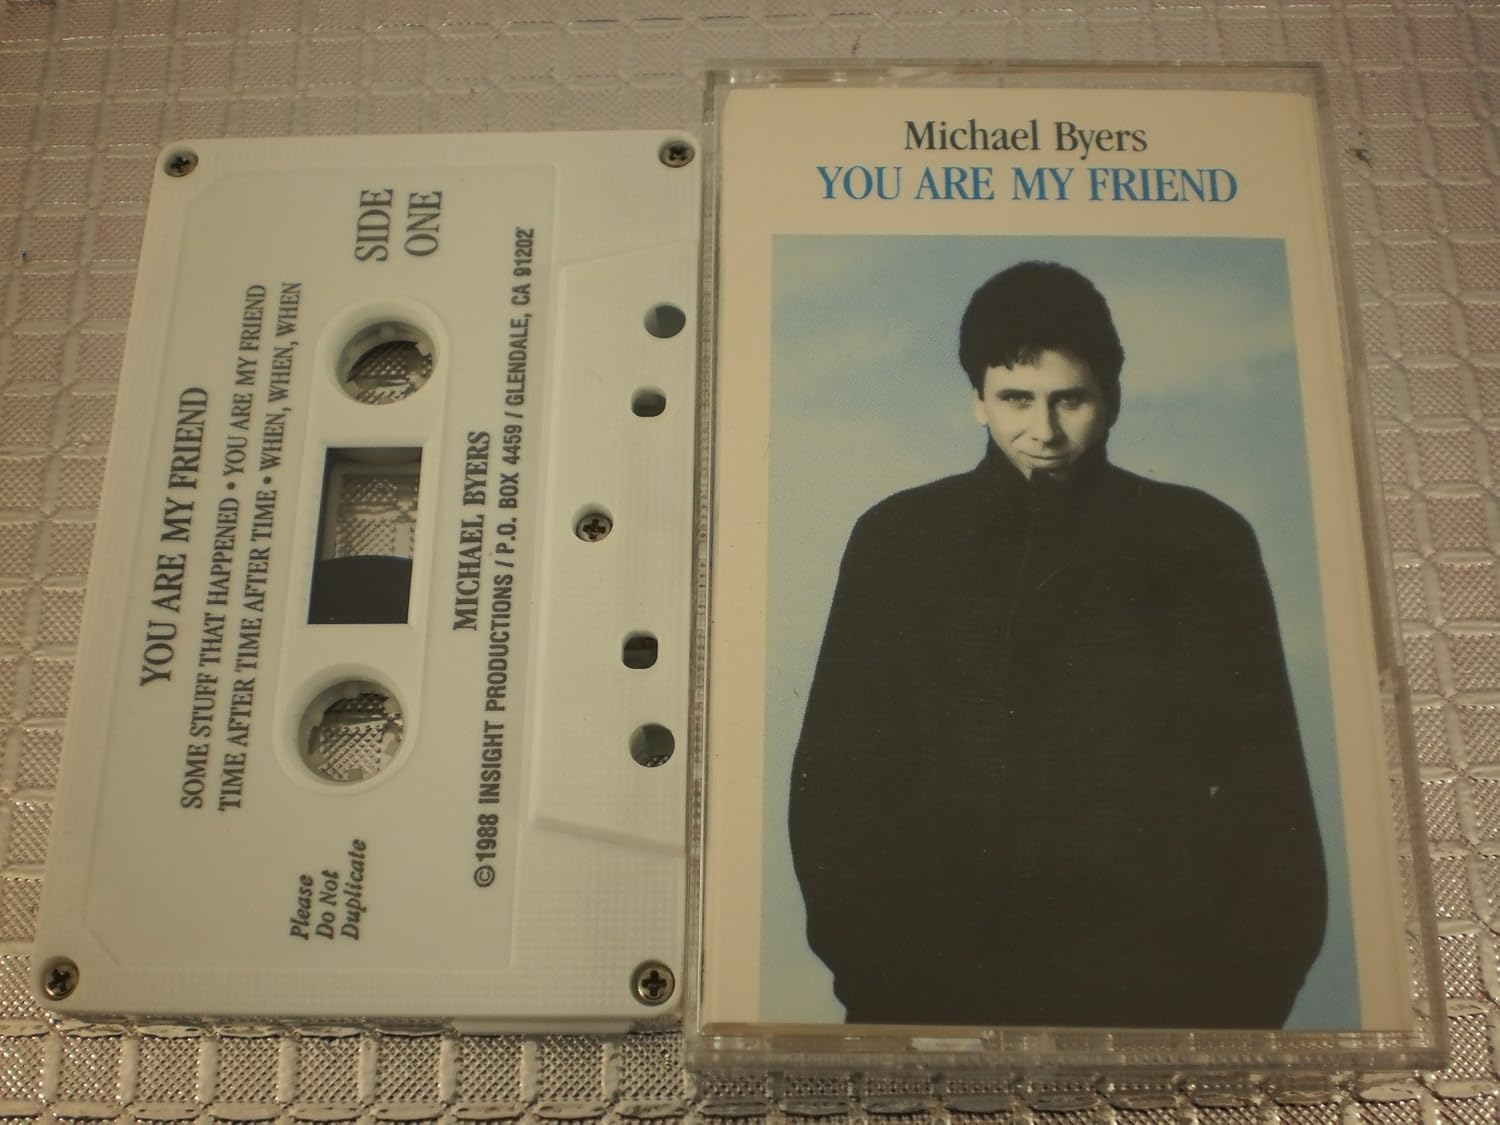 YOU ARE MY FRIEND
SOME STUFF THAT HAPPENED • YOU ARE MY FRIEND
TIME AFTER TIME AFTER TIME • WHEN, WHEN, WHEN
SIDE
ONE
Please
Do Not
Duplicate
MICHAEL BYERS
©1988 INSIGHT PRODUCTIONS / P.O. BOX 4459 / GLENDALE, CA 91202
Michael Byers
YOU ARE MY FRIEND